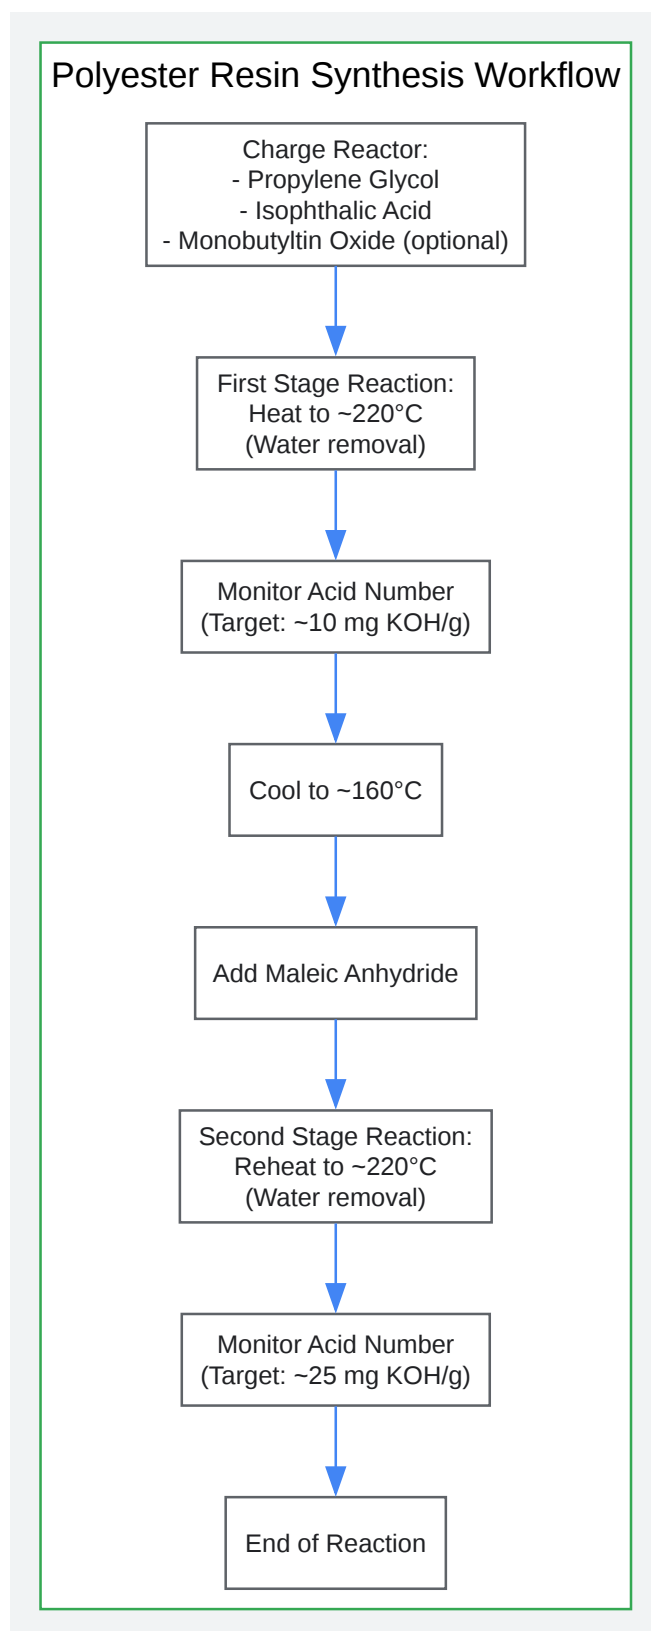 Polyester Resin Synthesis Workflow
Charge Reactor:
- Propylene Glycol
- Isophthalic Acid
- Monobutyltin Oxide (optional)
First Stage Reaction:
Heat to ~220°C
(Water removal)
Monitor Acid Number
(Target: ~10 mg KOH/g)
Cool to ~160°C
Add Maleic Anhydride
Second Stage Reaction:
Reheat to ~220°C
(Water removal)
Monitor Acid Number
(Target: ~25 mg KOH/g)
End of Reaction